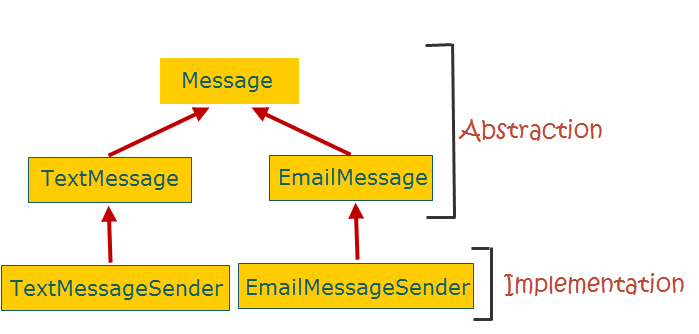 Message
Abstraction
TextMessage
EmailMessage
TextMessageSender
EmailMessageSender
Implementation